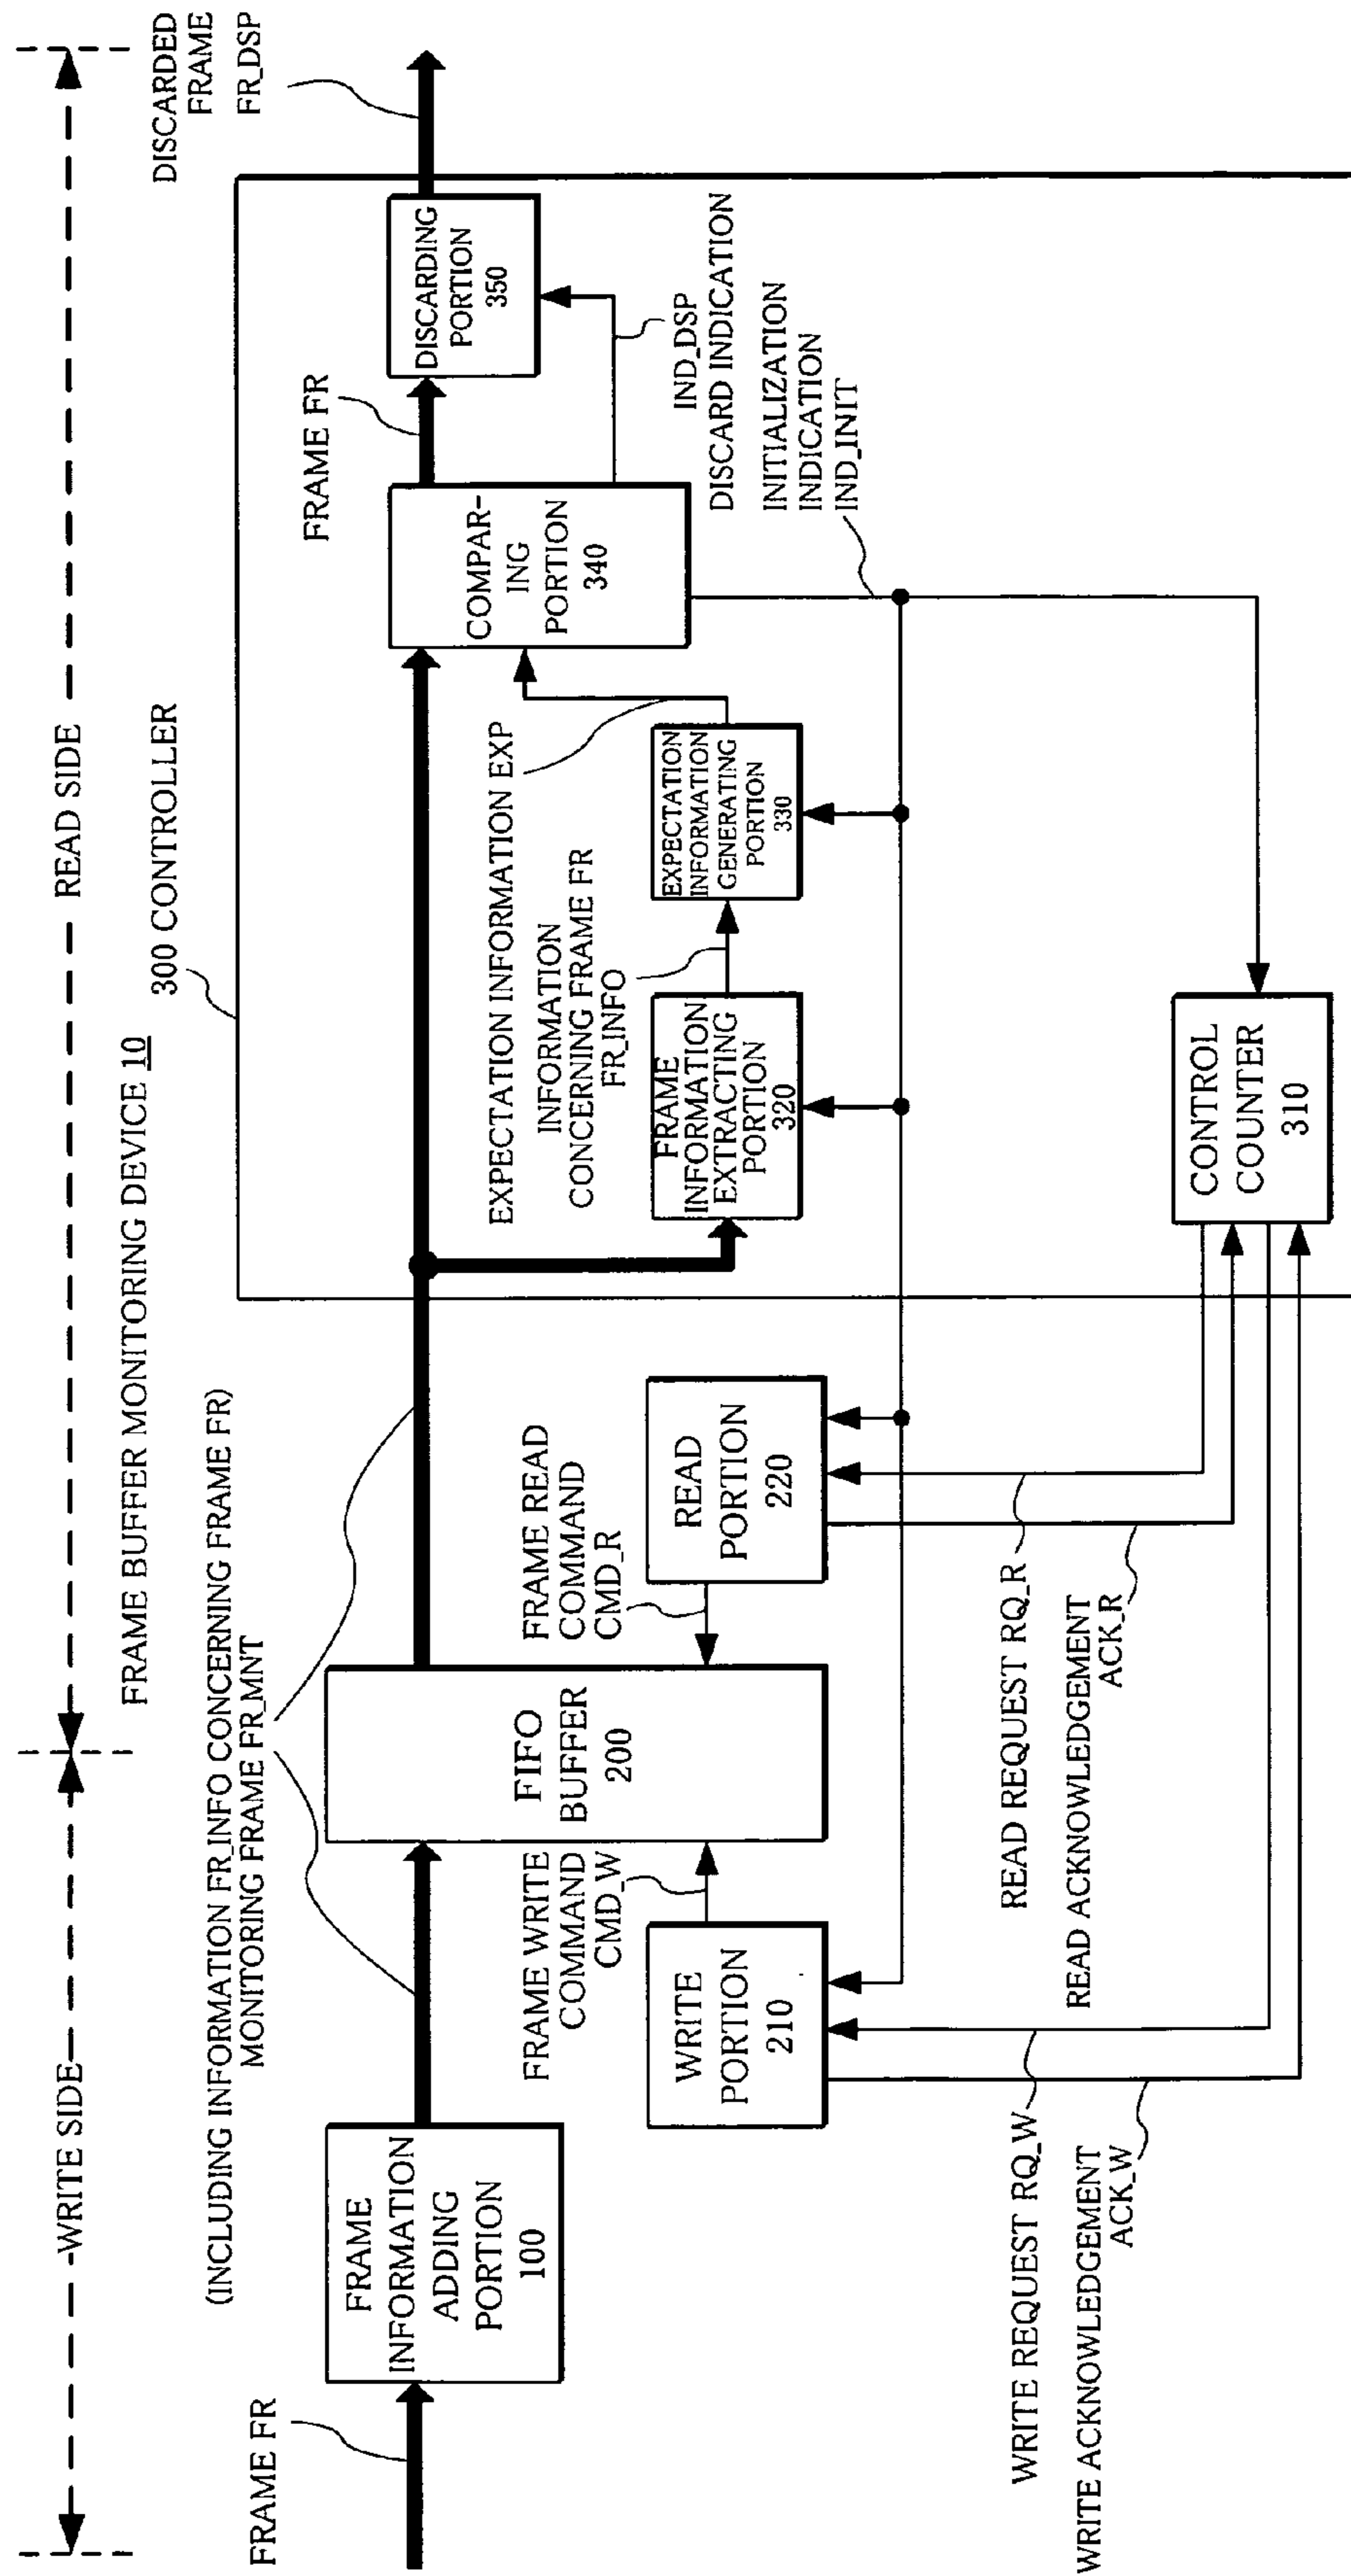 WRITE SIDE
READ SIDE
FRAME BUFFER MONITORING DEVICE 10
(INCLUDING INFORMATION FR_INFO CONCERNING FRAME FR)
MONITORING FRAME FR_MNT
300 CONTROLLER
DISCARDED
FRAME
FR_DSP
FRAME FR
FRAME
INFORMATION
ADDING
PORTION
100
FIFO
BUFFER
200
FRAME WRITE
COMMAND
CMD_W
WRITE
PORTION
210
FRAME READ
COMMAND
CMD_R
READ
PORTION
220
EXPECTATION INFORMATION EXP
INFORMATION
CONCERNING FRAME FR
FR_INFO
FRAME
INFORMATION
EXTRACTING
PORTION
320
EXPECTATION
INFORMATION
GENERATING
PORTION
330
FRAME FR
COMPAR-
ING
PORTION
340
DISCARDING
PORTION
350
IND_DSP
DISCARD INDICATION
INITIALIZATION
INDICATION
IND_INIT
CONTROL
COUNTER
310
READ REQUEST RQ_R
READ ACKNOWLEDGEMENT
ACK_R
WRITE REQUEST RQ_W
WRITE ACKNOWLEDGEMENT
ACK_W